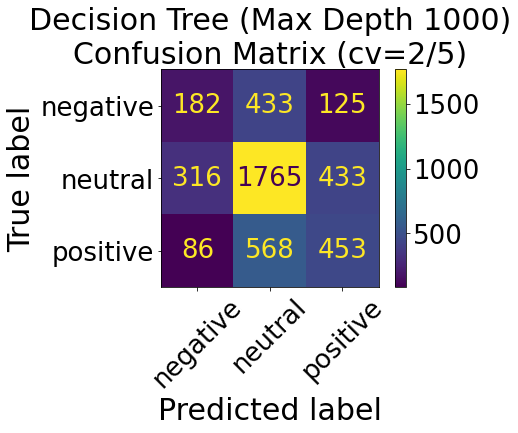 Decision Tree (Max Depth 1000)
Confusion Matrix (cv=2/5)
True label
negative 182 433 125
neutral 316 1765 433
positive 86 568 453
1500
1000
500
negative neutral positive
Predicted label